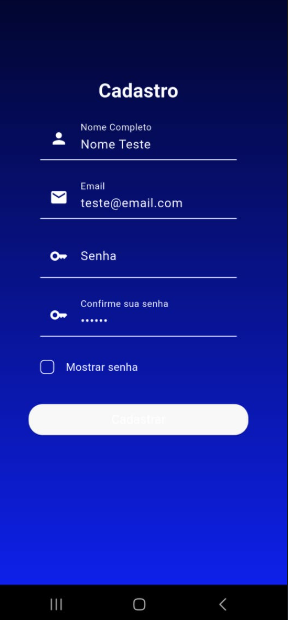 Cadastro
Nome Completo
Nome Teste
Email
teste@email.com
Senha
Confirme sua senha
••••••
Mostrar senha
Cadastrar